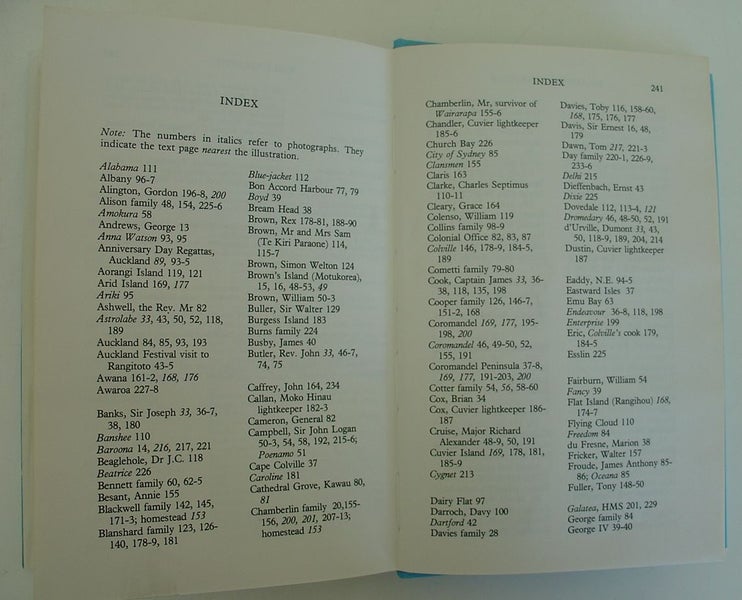 INDEX
Note: The numbers in italics refer to photographs. They
indicate the text page nearest the illustration.
Alabama 111
Albany 96-7
Alington, Gordon 196-8, 200
Alison family 48, 154, 225-6
Amokura 58
Andrews, George 13
Anna Watson 93, 95
Anniversary Day Regattas,
Auckland 89, 93-5
Aorangi Island 119, 121
Arid Island 169, 177
Ariki 95
Ashwell, the Rev. Mr 82
Astrolabe 33, 43, 50, 52, 118,
189
Auckland 84, 85, 93, 193
Auckland Festival visit to
Rangitoto 43-5
Awana 161-2, 168, 176
Awaroa 227-8
Banks, Sir Joseph 33, 36-7,
38, 180
Banshee 110
Baroona 14, 216, 217, 221
Beaglehole, Dr J.C. 118
Beatrice 226
Bennett family 60, 62-5
Besant, Annie 155
Blackwell family 142, 145,
171-3; homestead 153
Blanshard family 123, 126-
140, 178-9, 181
Blue-jacket 112
Bon Accord Harbour 77, 79
Boyd 39
Bream Head 38
Brown, Rex 178-81, 188-90
Brown, Mr and Mrs Sam
(Te Kiri Paraone) 114,
115-7
Brown, Simon Welton 124
Brown's Island (Motukorea),
15, 16, 48-53, 49
Brown, William 50-3
Buller, Sir Walter 129
Burgess Island 183
Burns family 224
Busby, James 40
Butler, Rev. John 33, 46-7,
74, 75
Caffrey, John 164, 234
Callan, Moko Hinau
lightkeeper 182-3
Cameron, General 82
Campbell, Sir John Logan
50-3, 54, 58, 192, 215-6;
Poenamo 51
Cape Colville 37
Caroline 181
Cathedral Grove, Kawau 80,
81
Chamberlin family 20,155-
156, 200, 201, 207-13;
homestead 153
INDEX
241
Chamberlin, Mr, survivor of
Wairarapa 155-6
Chandler, Cuvier lightkeeper
185-6
Church Bay 226
City of Sydney 85
Clansmen 155
Claris 163
Clarke, Charles Septimus
110-11
Cleary, Grace 164
Colenso, William 119
Collins family 98-9
Colonial Office 82, 83, 87
Colville 146, 178-9, 184-5,
189
Cometti family 79-80
Cook, Captain James 33, 36-
38, 118, 135, 198
Cooper family 126, 146-7,
151-2, 168
Coromandel 169, 177, 195-
198, 200
Coromandel 46, 49-50, 52,
155, 191
Coromandel Peninsula 37-8,
169, 177, 191-203, 200
Cotter family 54, 56, 58-60
Cox, Brian 34
Cox, Cuvier lightkeeper 186-
187
Cruise, Major Richard
Alexander 48-9, 50, 191
Cuvier Island 169, 178, 181,
185-9
Cygnet 213
Dairy Flat 97
Darroch, Davy 100
Dartford 42
Davies family 28
Davies, Toby 116, 158-60,
168, 175, 176, 177
Davis, Sir Ernest 16, 48,
179
Dawn, Tom 217, 221-3
Day family 220-1, 226-9,
233-6
Delhi 215
Dieffenbach, Ernst 43
Dixie 225
Dovedale 112, 113-4, 121
Dromedary 46, 48-50, 52, 191
d'Urville, Dumont 33, 43,
50, 118-9, 189, 204, 214
Dustin, Cuvier lightkeeper
187
Eaddy, N.E. 94-5
Eastward Isles 37
Emu Bay 63
Endeavour 36-8, 118, 198
Enterprise 199
Eric, Colville's cook 179,
184-5
Esslin 225
Fairburn, William 54
Fancy 39
Flat Island (Rangihou) 168,
174-7
Flying Cloud 110
Freedom 84
du Fresne, Marion 38
Fricker, Walter 157
Froude, James Anthony 85-
86; Oceana 85
Fuller, Tony 148-50
Galatea, HMS 201, 229
George family 84
George IV 39-40